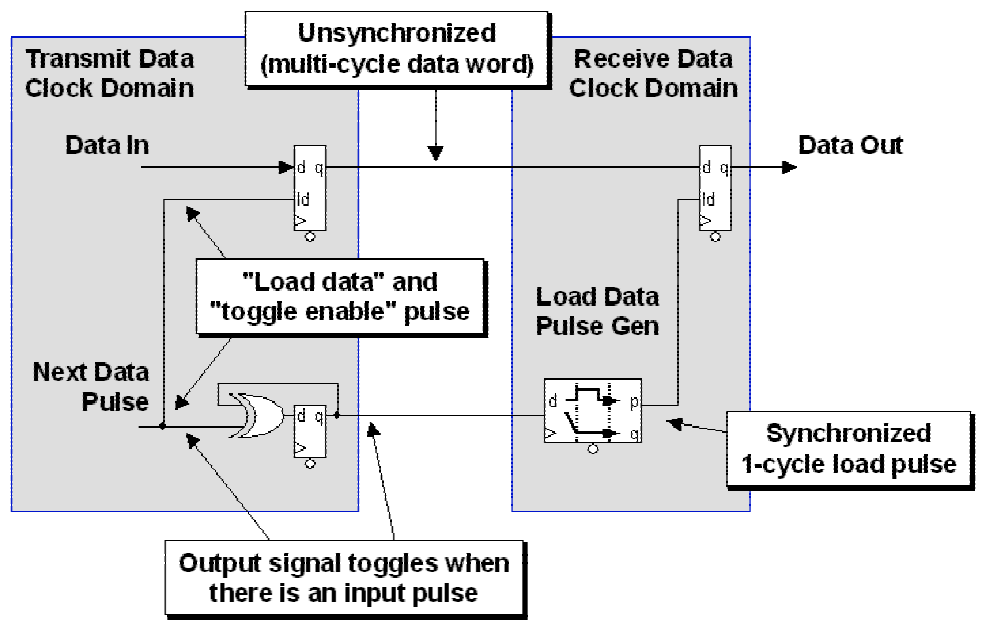 Unsynchronized
(multi-cycle data word)
Transmit Data
Clock Domain
Receive Data
Clock Domain
Data In
Data Out
d q
ld
d q
ld
"Load data" and
"toggle enable" pulse
Load Data
Pulse Gen
Next Data
Pulse
d q
d p
q
Synchronized
1-cycle load pulse
Output signal toggles when
there is an input pulse